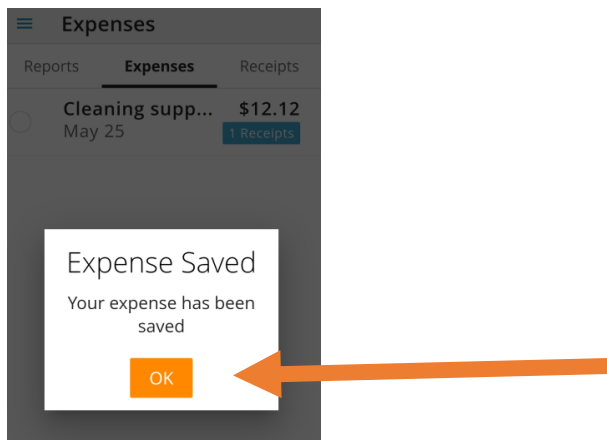 Expenses
Reports Expenses Receipts
Cleaning supp... $12.12
May 25 1 Receipts
Expense Saved
Your expense has been
saved
OK